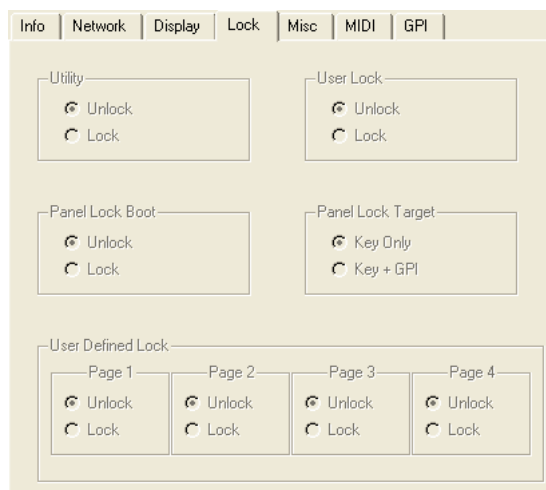 Info Network Display Lock Misc MIDI GPI
Utility User Lock
Unlock Unlock
Lock Lock
Panel Lock Boot Panel Lock Target
Unlock Key Only
Lock Key + GPI
User Defined Lock
Page 1 Page 2 Page 3 Page 4
Unlock Unlock Unlock Unlock
Lock Lock Lock Lock